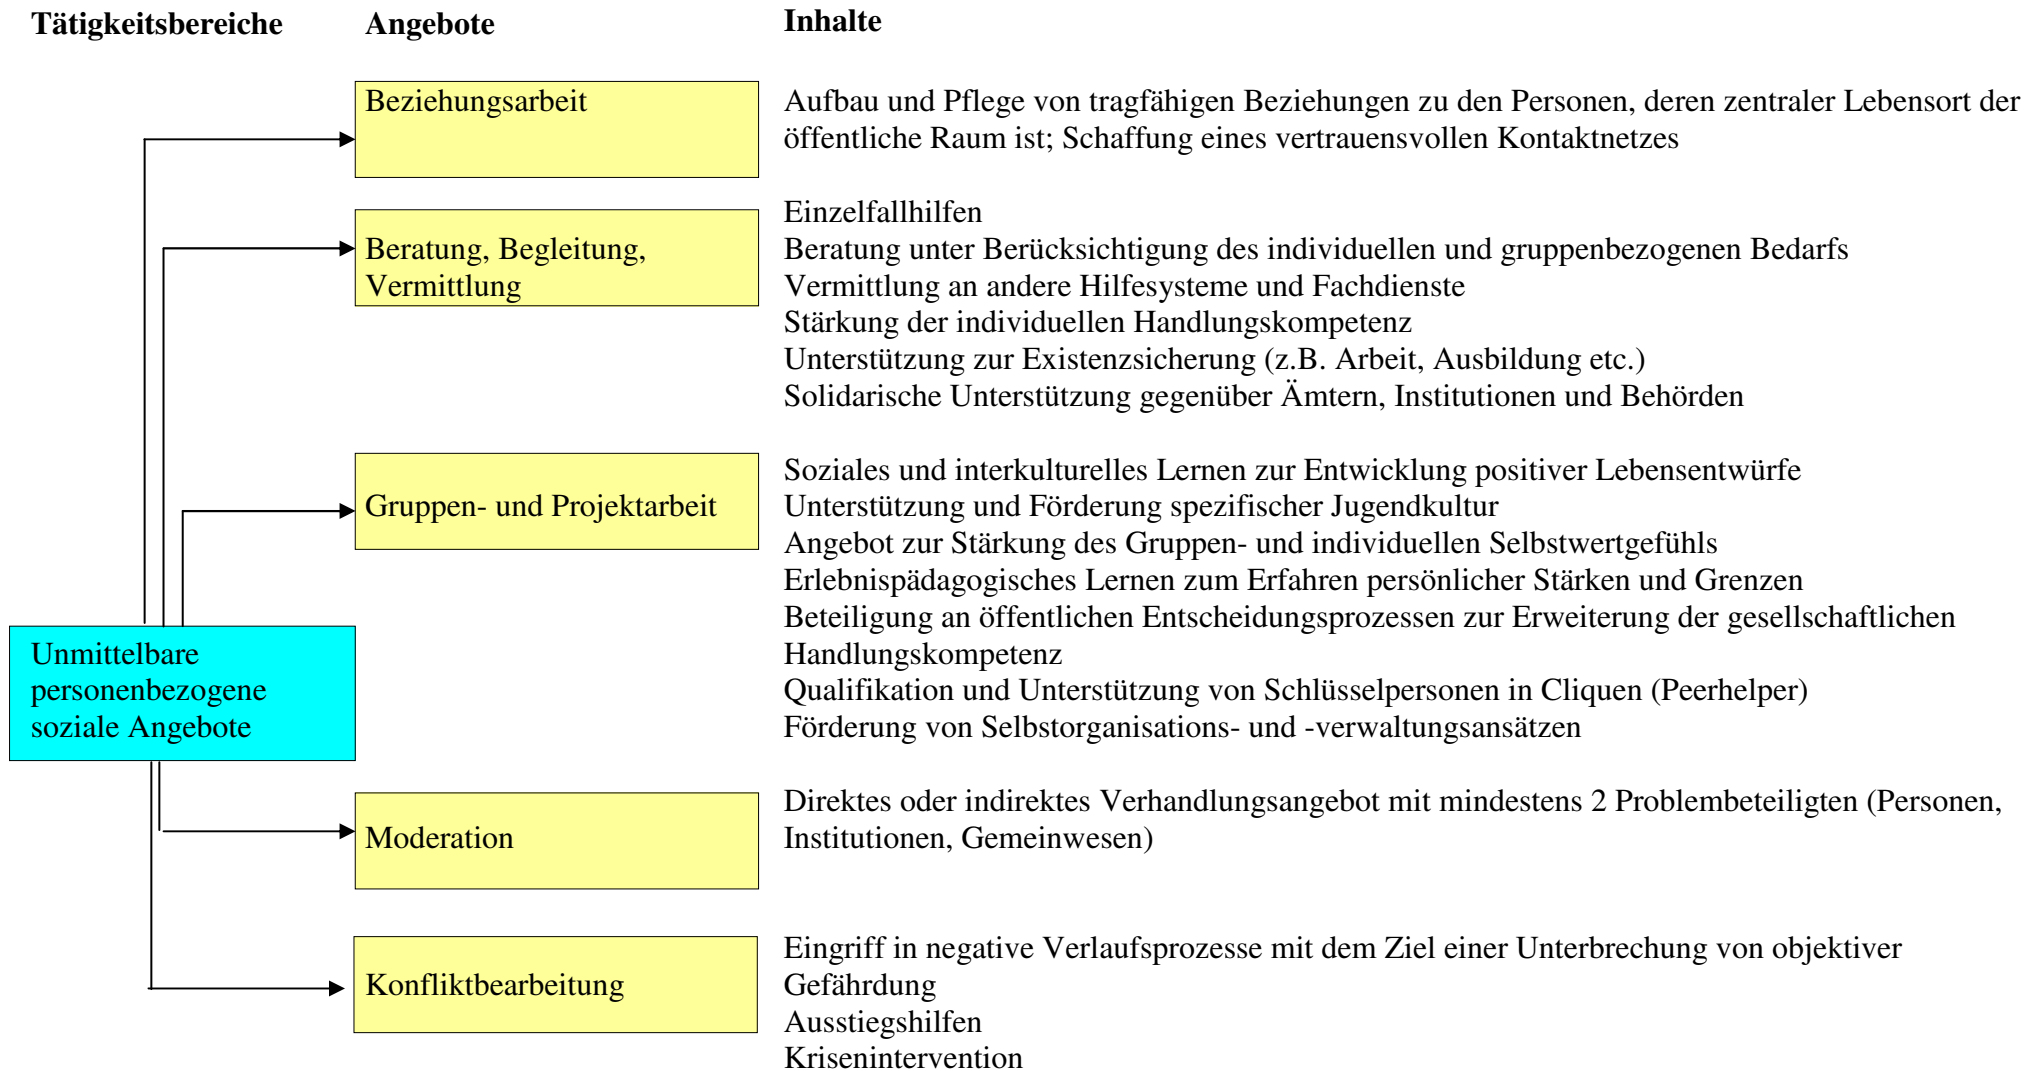 Tätigkeitsbereiche Angebote Inhalte
Beziehungsarbeit
Aufbau und Pflege von tragfähigen Beziehungen zu den Personen, deren zentraler Lebensort der
öffentliche Raum ist; Schaffung eines vertrauensvollen Kontaktnetzes
Beratung, Begleitung,
Vermittlung
Einzelfallhilfen
Beratung unter Berücksichtigung des individuellen und gruppenbezogenen Bedarfs
Vermittlung an andere Hilfesysteme und Fachdienste
Stärkung der individuellen Handlungskompetenz
Unterstützung zur Existenzsicherung (z.B. Arbeit, Ausbildung etc.)
Solidarische Unterstützung gegenüber Ämtern, Institutionen und Behörden
Gruppen- und Projektarbeit
Soziales und interkulturelles Lernen zur Entwicklung positiver Lebensentwürfe
Unterstützung und Förderung spezifischer Jugendkultur
Angebot zur Stärkung des Gruppen- und individuellen Selbstwertgefühls
Erlebnispädagogisches Lernen zum Erfahren persönlicher Stärken und Grenzen
Beteiligung an öffentlichen Entscheidungsprozessen zur Erweiterung der gesellschaftlichen
Handlungskompetenz
Qualifikation und Unterstützung von Schlüsselpersonen in Cliquen (Peerhelper)
Förderung von Selbstorganisations- und -verwaltungsansätzen
Unmittelbare
personenbezogene
soziale Angebote
Moderation
Direktes oder indirektes Verhandlungsangebot mit mindestens 2 Problembeteiligten (Personen,
Institutionen, Gemeinwesen)
Konfliktbearbeitung
Eingriff in negative Verlaufsprozesse mit dem Ziel einer Unterbrechung von objektiver
Gefährdung
Ausstiegshilfen
Krisenintervention